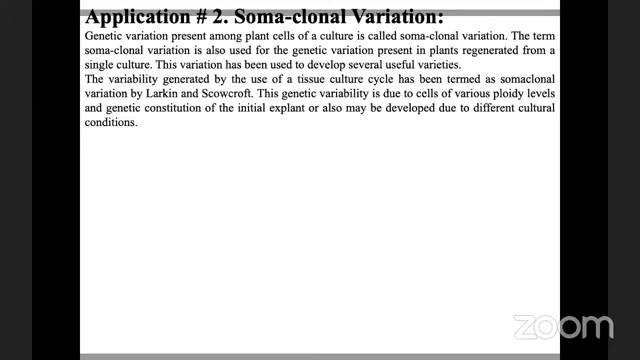 Application # 2. Soma-clonal Variation:
Genetic variation present among plant cells of a culture is called soma-clonal variation. The term
soma-clonal variation is also used for the genetic variation present in plants regenerated from a
single culture. This variation has been used to develop several useful varieties.
The variability generated by the use of a tissue culture cycle has been termed as somaclonal
variation by Larkin and Scowcroft. This genetic variability is due to cells of various ploidy levels
and genetic constitution of the initial explant or also may be developed due to different cultural
conditions.
zoom